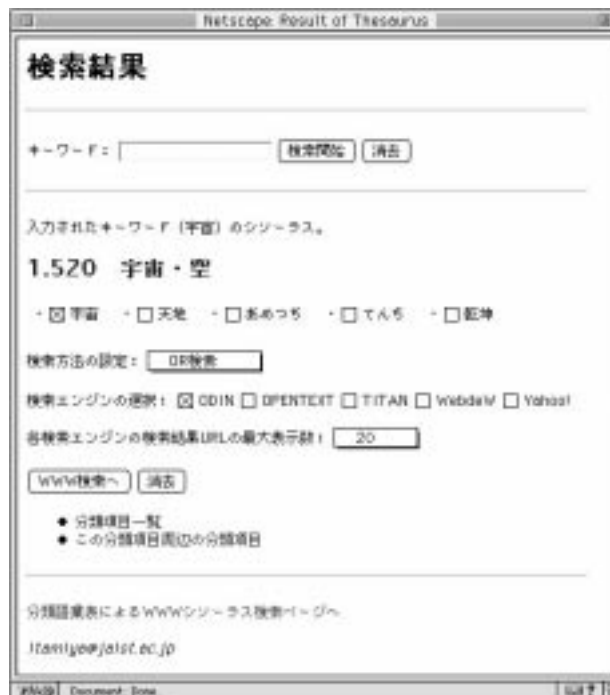 Netscape: Result of Thesaurus
検索結果
キーワード: 検索開始 消去
入力されたキーワード(宇宙)のシソーラス。
1.520 宇宙・空
・宇宙 ・天地 ・あめつち ・てんち ・乾坤
検索方法の設定: OR検索
検索エンジンの選択: ODIN OPENTEXT TITAN WebdeW Yahoo!
各検索エンジンの検索結果URLの最大表示数: 20
WWW検索へ 消去
● 分類項目一覧
● この分類項目周辺の分類項目
分類語彙表によるWWWシソーラス検索ページへ
itamiya@jaist.ac.jp
Document: Done.